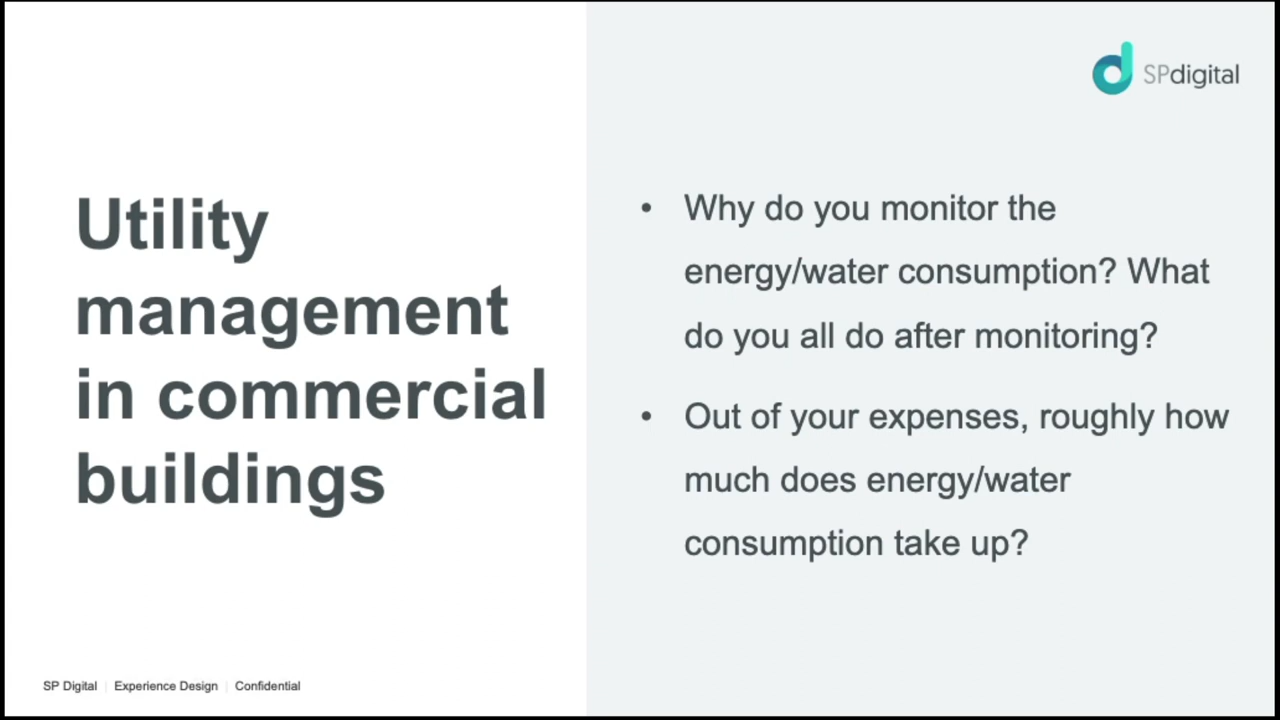 SPdigital
Utility
management
in commercial
buildings
• Why do you monitor the
energy/water consumption? What
do you all do after monitoring?
• Out of your expenses, roughly how
much does energy/water
consumption take up?
SP Digital | Experience Design | Confidential